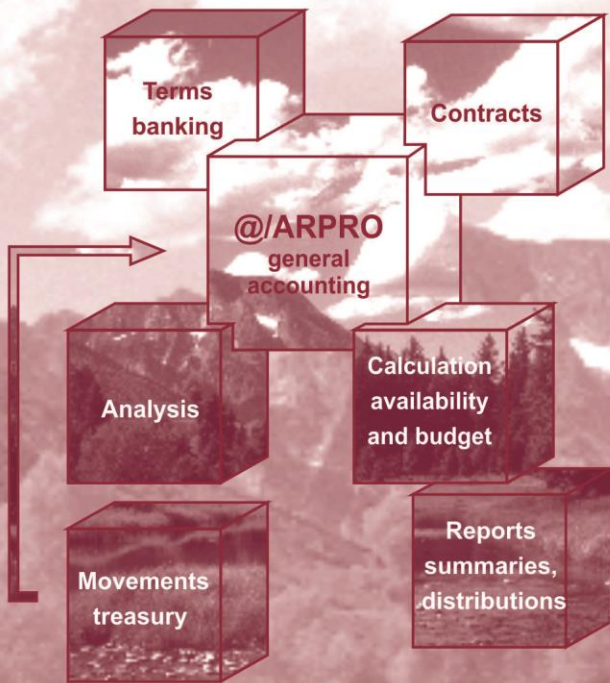 Terms
banking
Contracts
@/ARPRO
general
accounting
Analysis
Calculation
availability
and budget
Movements
treasury
Reports
summaries,
distributions